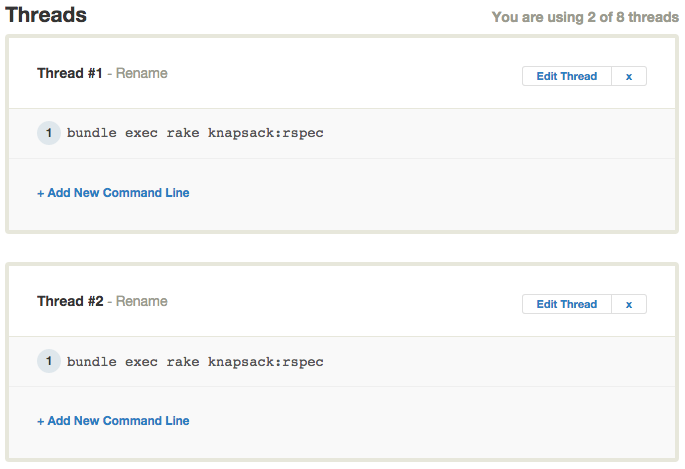 Threads
You are using 2 of 8 threads
Thread #1 - Rename
Edit Thread
x
1 bundle exec rake knapsack:rspec
+ Add New Command Line
Thread #2 - Rename
Edit Thread
x
1 bundle exec rake knapsack:rspec
+ Add New Command Line